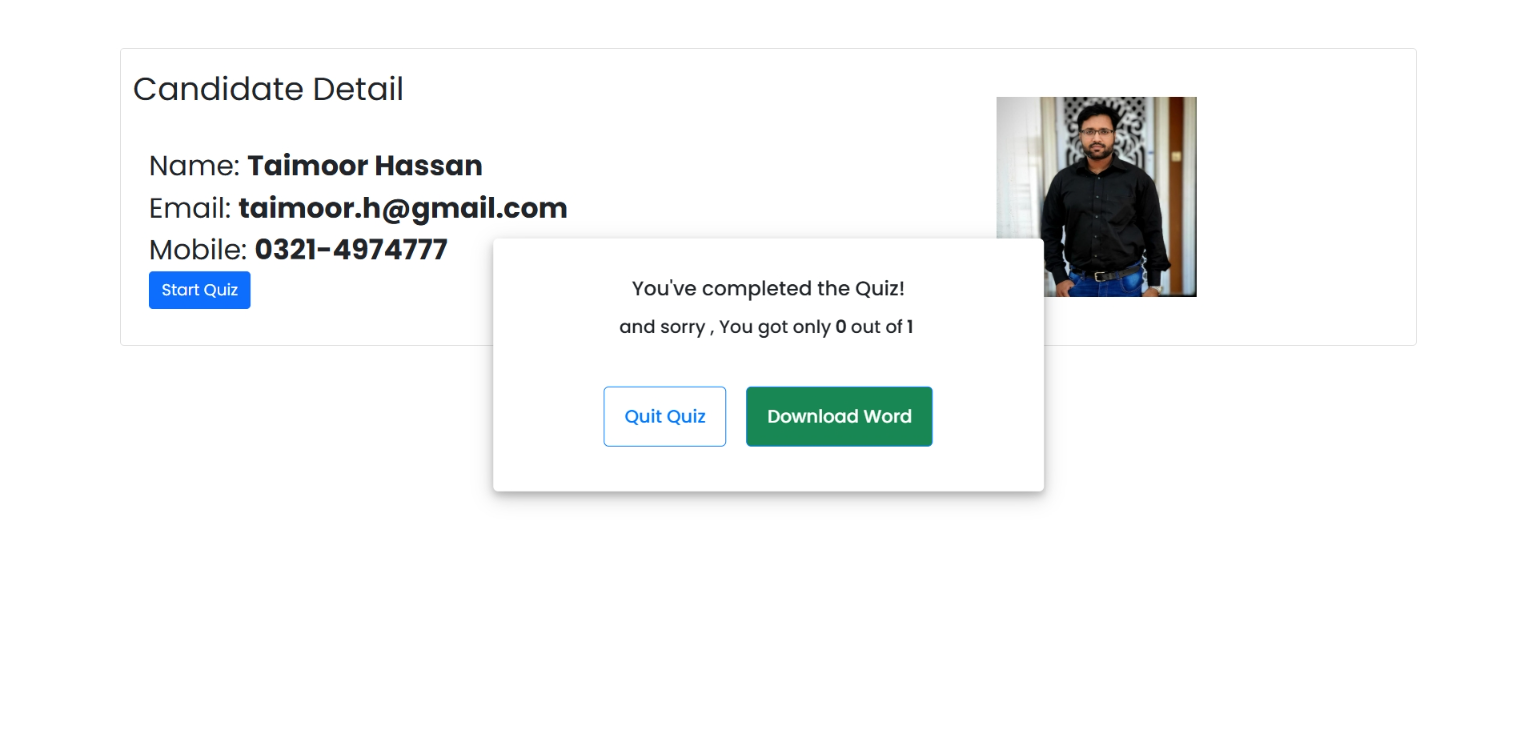 Candidate Detail
Name: Taimoor Hassan
Email: taimoor.h@gmail.com
Mobile: 0321-4974777
Start Quiz
You've completed the Quiz!
and sorry , You got only 0 out of 1
Quit Quiz
Download Word